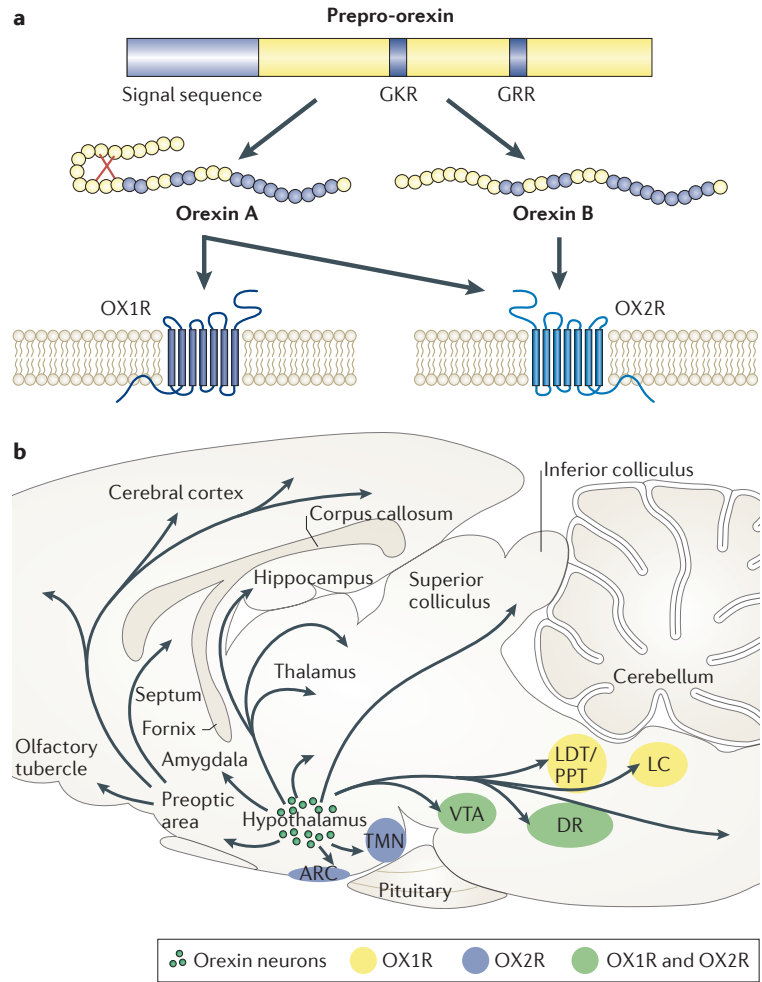 a
Prepro-orexin
Signal sequence
GKR
GRR
Orexin A
Orexin B
OX1R
OX2R
b
Inferior colliculus
Cerebral cortex
Corpus callosum
Hippocampus
Superior
colliculus
Thalamus
Cerebellum
Septum
Fornix
Olfactory
tubercle
Amygdala
LDT/
PPT
LC
Preoptic
area
Hypothalamus
VTA
DR
TMN
ARC
Pituitary
Orexin neurons
OX1R
OX2R
OX1R and OX2R